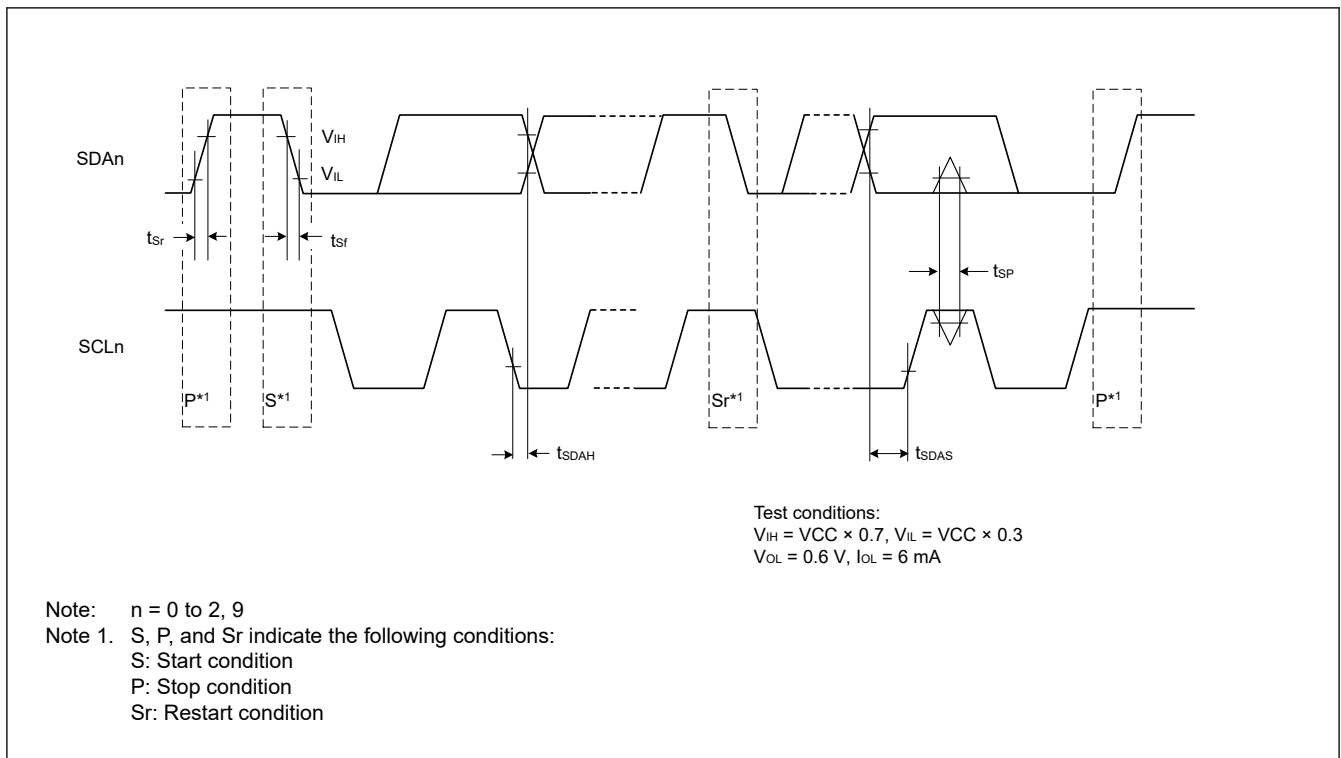 VIH
SDAn
VIL
tSr
tSf
tSP
SCLn
P*1
S*1
Sr*1
P*1
tSDAH
tSDAS
Test conditions:
VIH = VCC × 0.7, VIL = VCC × 0.3
VOL = 0.6 V, IOL = 6 mA
Note: n = 0 to 2, 9
Note 1. S, P, and Sr indicate the following conditions:
S: Start condition
P: Stop condition
Sr: Restart condition